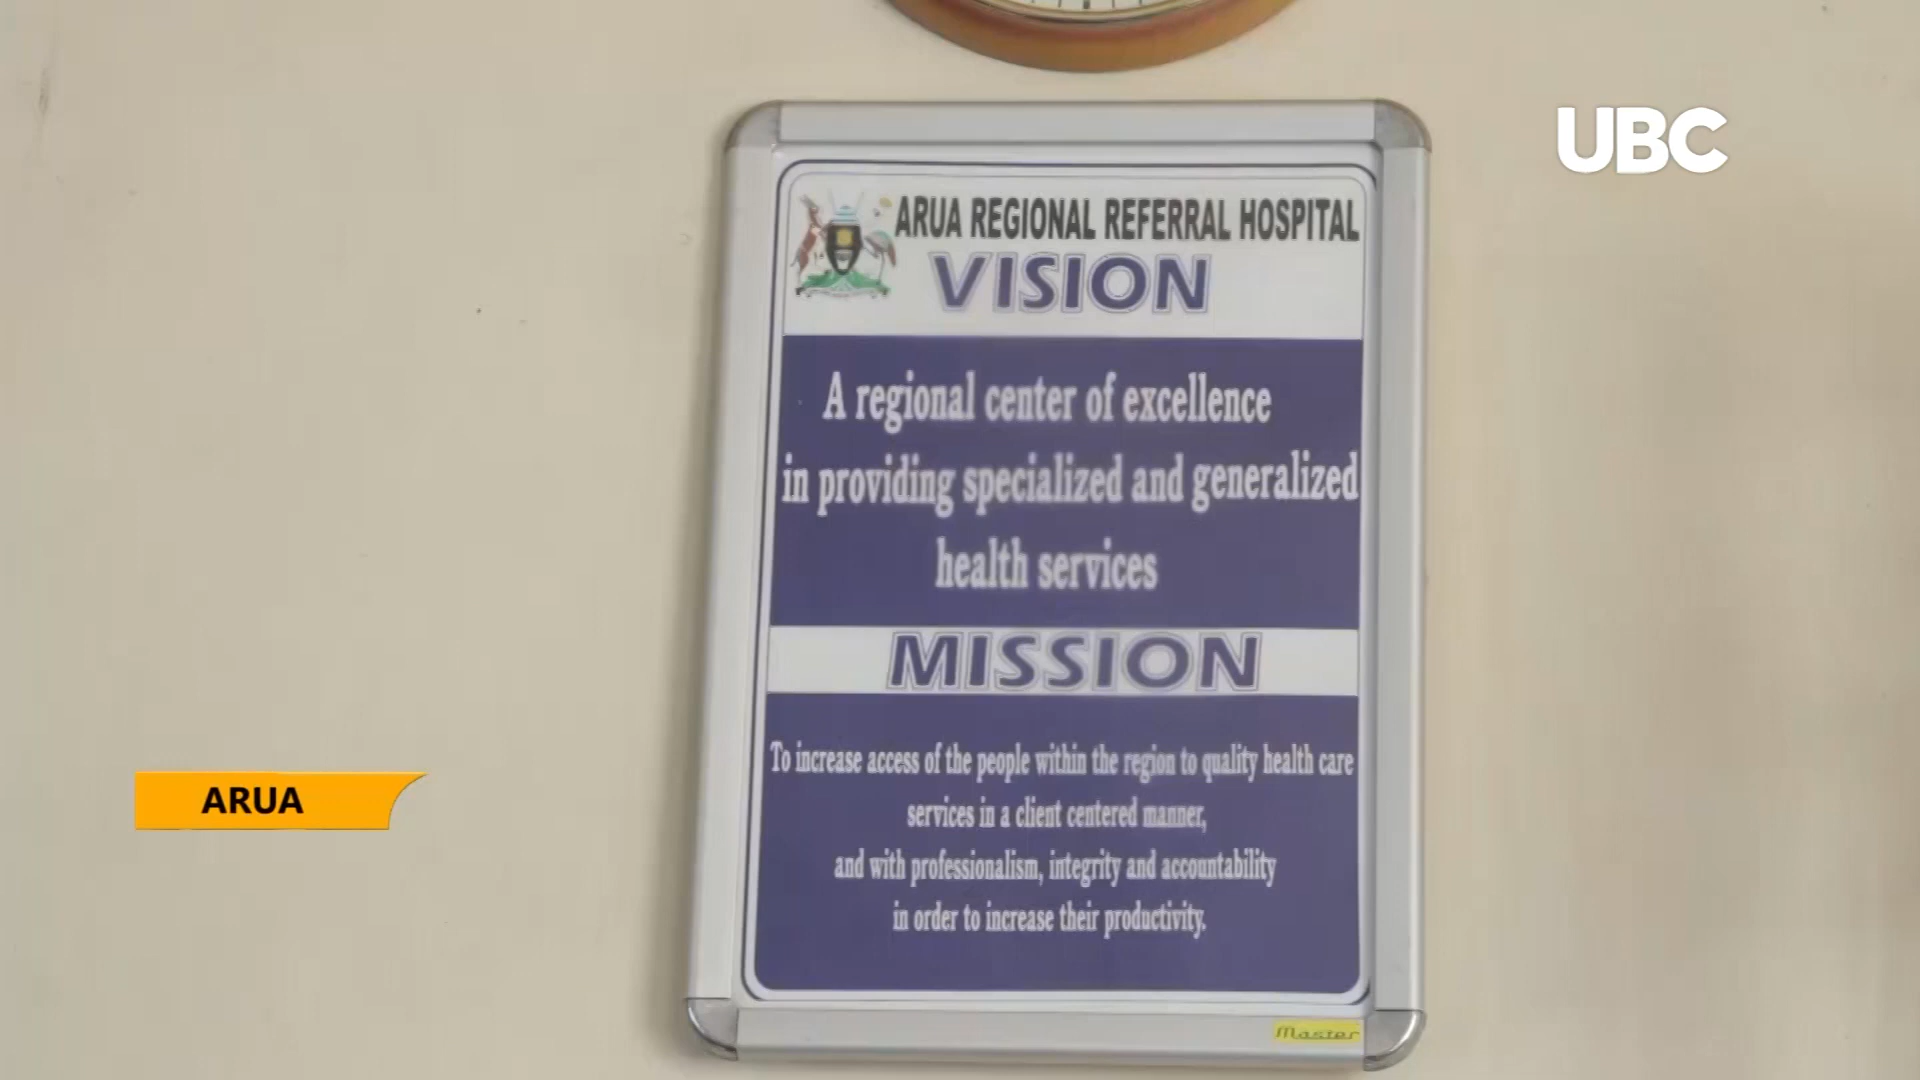 UBC
ARUA REGIONAL REFERRAL HOSPITAL
VISION
A regional center of excellence
in providing specialized and generalized
health services
MISSION
To increase access of the people within the region to quality health care
services in a client centered manner,
and with professionalism, integrity and accountability
in order to increase their productivity.
ARUA
Master